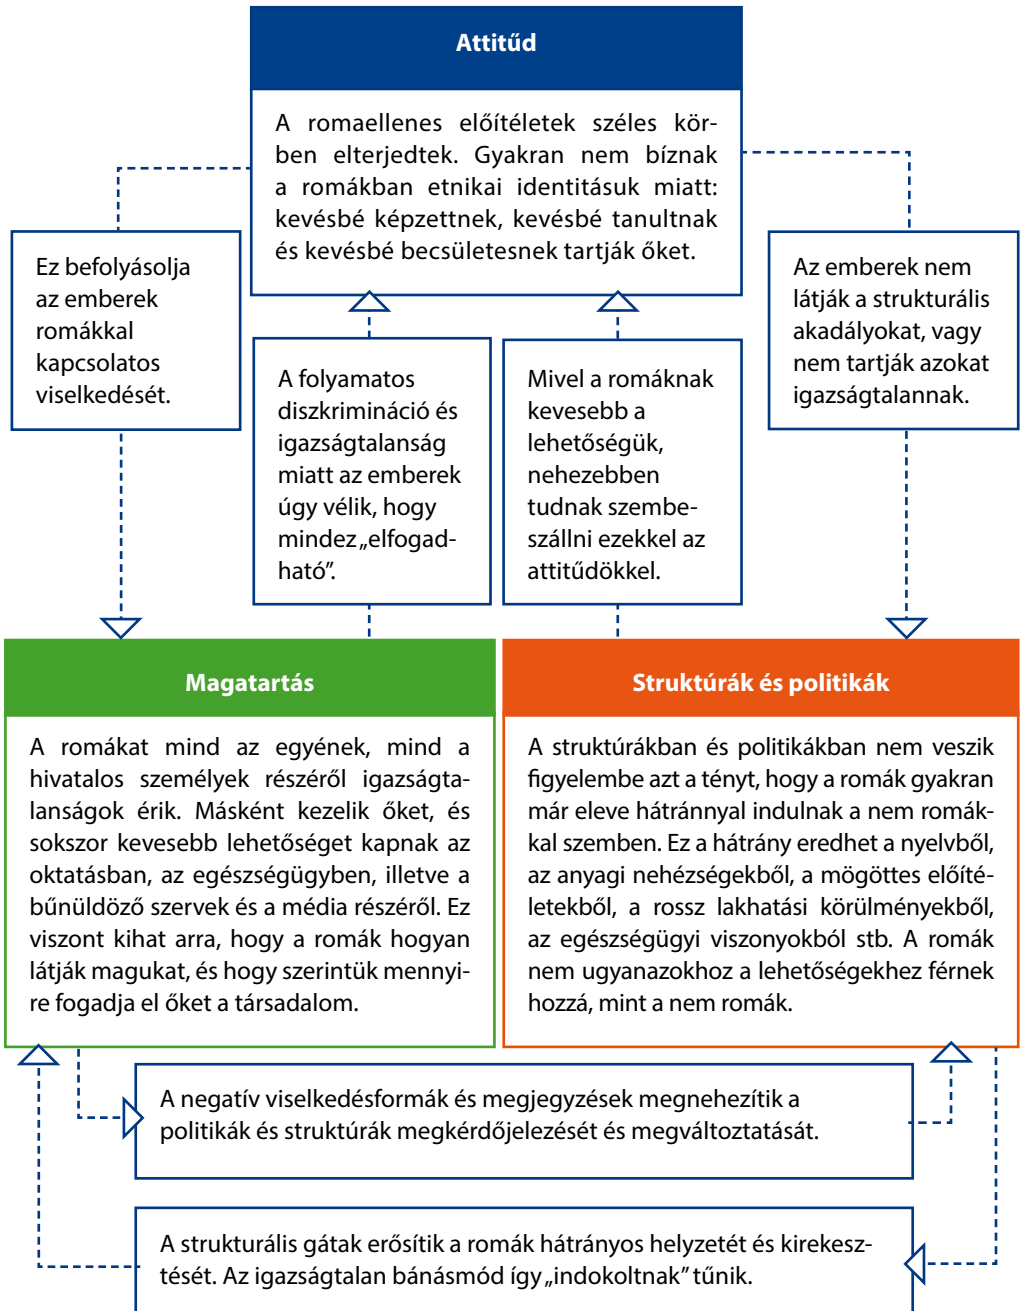 Attitűd
A romaellenes előítéletek széles kör-
ben elterjedtek. Gyakran nem bíznak
a romákban etnikai identitásuk miatt:
kevésbé képzettnek, kevésbé tanultnak
és kevésbé becsületesnek tartják őket.
Ez befolyásolja
az emberek
romákkal
kapcsolatos
viselkedését.
A folyamatos
diszkrimináció és
igazságtalanság
miatt az emberek
úgy vélik, hogy
mindez „elfogad-
ható”.
Mivel a romáknak
kevesebb a
lehetőségük,
nehezebben
tudnak szembe-
szállni ezekkel az
attitűdökkel.
Az emberek nem
látják a strukturális
akadályokat, vagy
nem tartják azokat
igazságtalannak.
Magatartás
A romákat mind az egyének, mind a
hivatalos személyek részéről igazságta-
lanságok érik. Másként kezelik őket, és
sokszor kevesebb lehetőséget kapnak az
oktatásban, az egészségügyben, illetve a
bűnüldöző szervek és a média részéről. Ez
viszont kihat arra, hogy a romák hogyan
látják magukat, és hogy szerintük mennyi-
re fogadja el őket a társadalom.
Struktúrák és politikák
A struktúrákban és politikákban nem veszik
figyelembe azt a tényt, hogy a romák gyakran
már eleve hátránnyal indulnak a nem romák-
kal szemben. Ez a hátrány eredhet a nyelvből,
az anyagi nehézségekből, a mögöttes előíté-
letekből, a rossz lakhatási körülményekből,
az egészségügyi viszonyokból stb. A romák
nem ugyanazokhoz a lehetőségekhez férnek
hozzá, mint a nem romák.
A negatív viselkedésformák és megjegyzések megnehezítik a
politikák és struktúrák megkérdőjelezését és megváltoztatását.
A strukturális gátak erősítik a romák hátrányos helyzetét és kirekesz-
tését. Az igazságtalan bánásmód így „indokoltnak” tűnik.